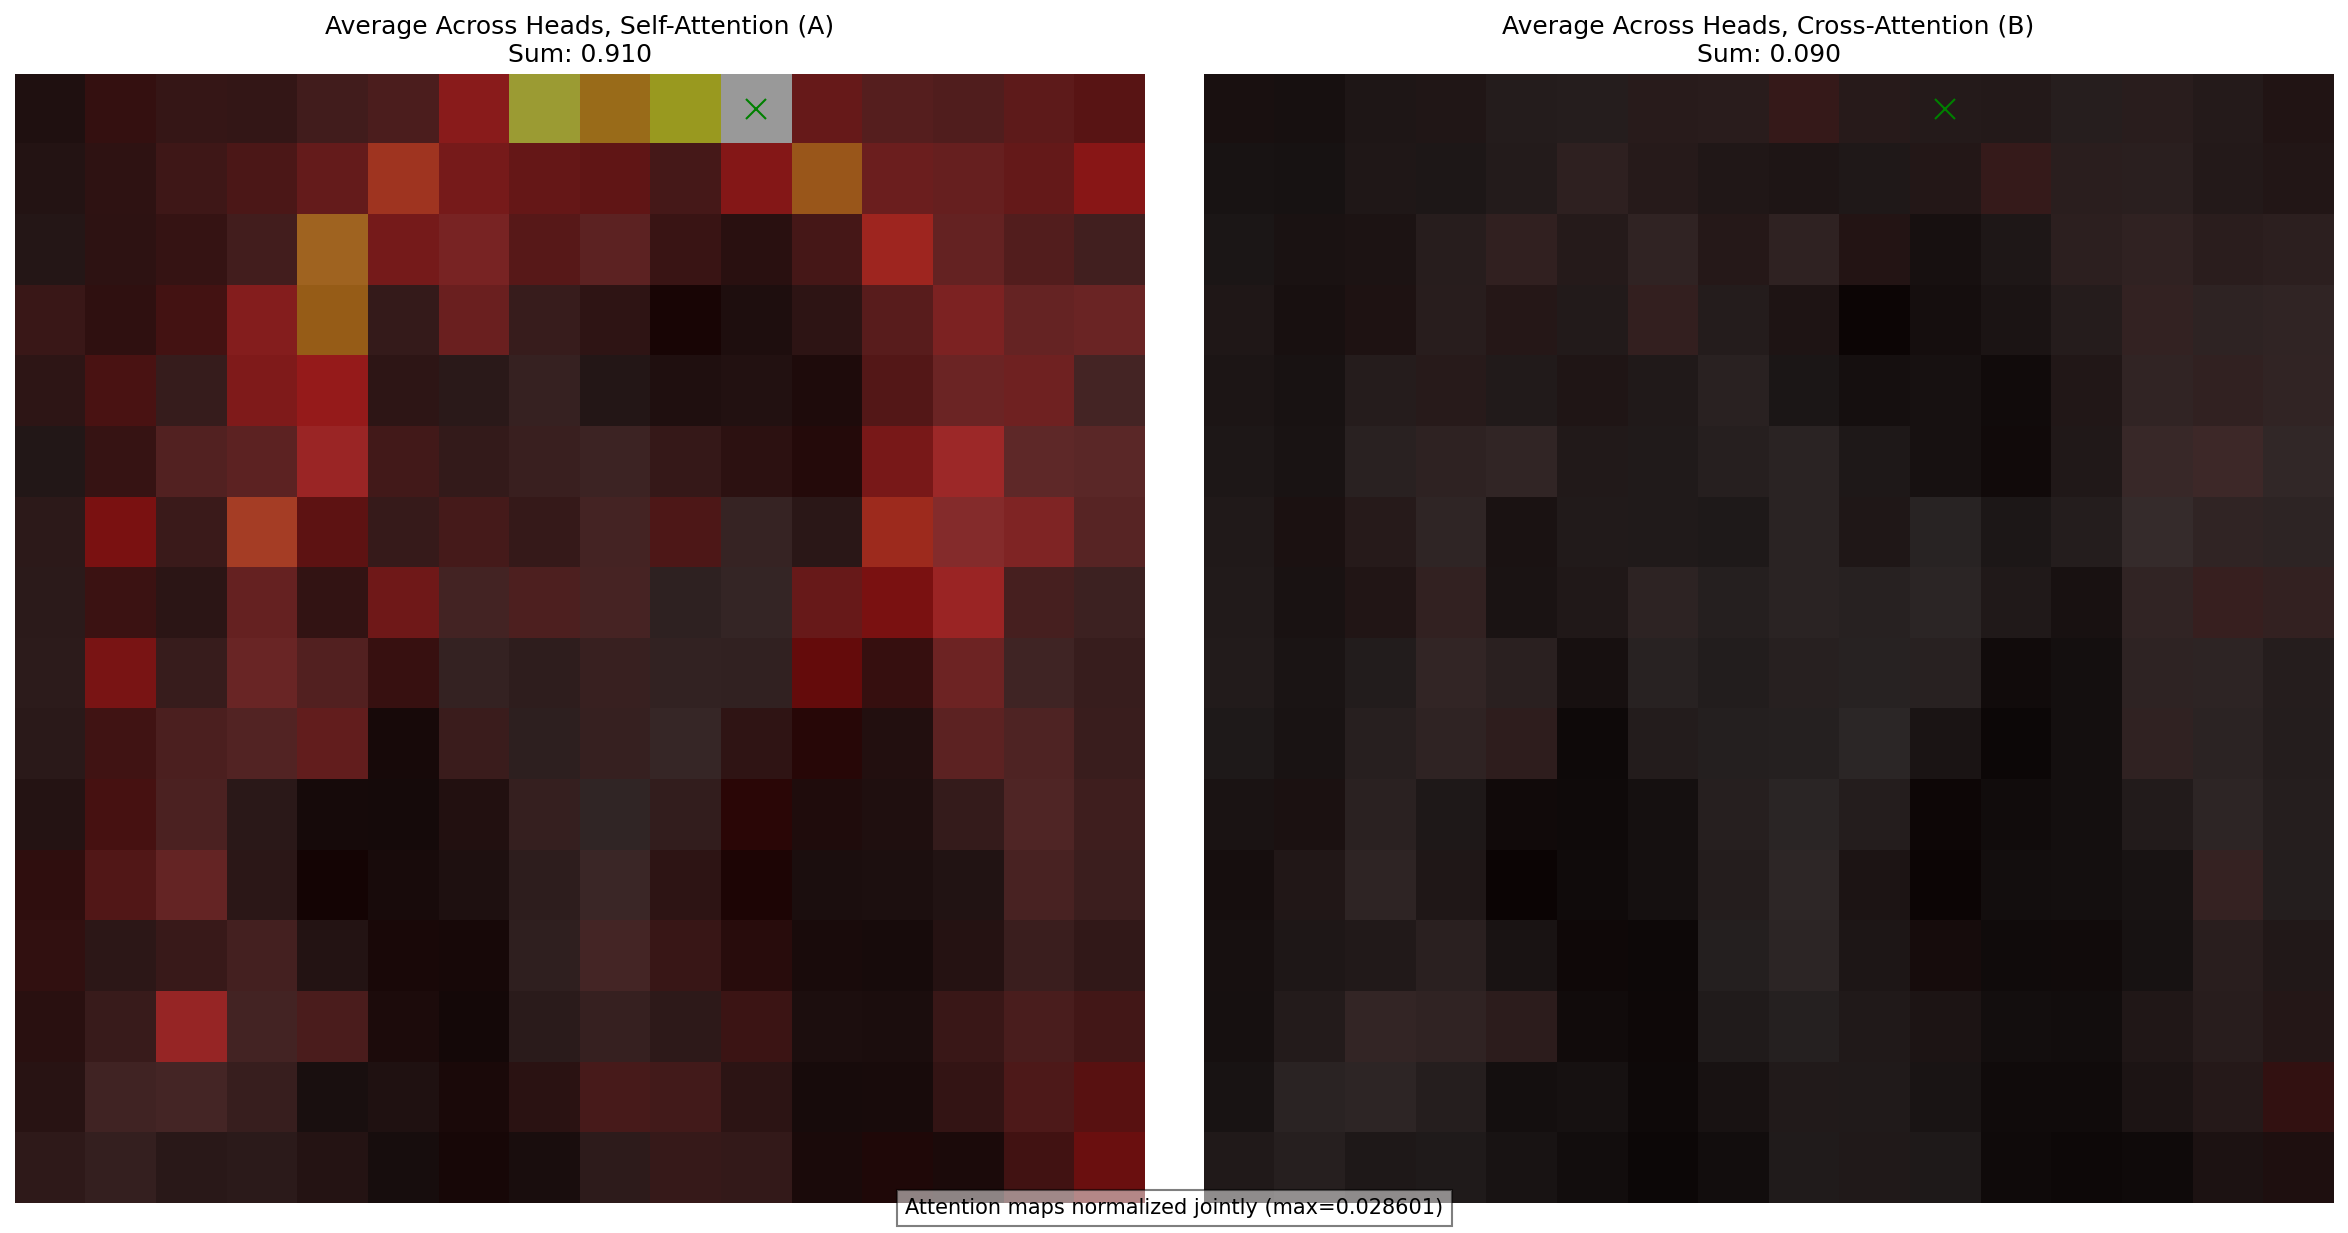 Average Across Heads, Self-Attention (A)
Sum: 0.910
Average Across Heads, Cross-Attention (B)
Sum: 0.090
Attention maps normalized jointly (max=0.028601)